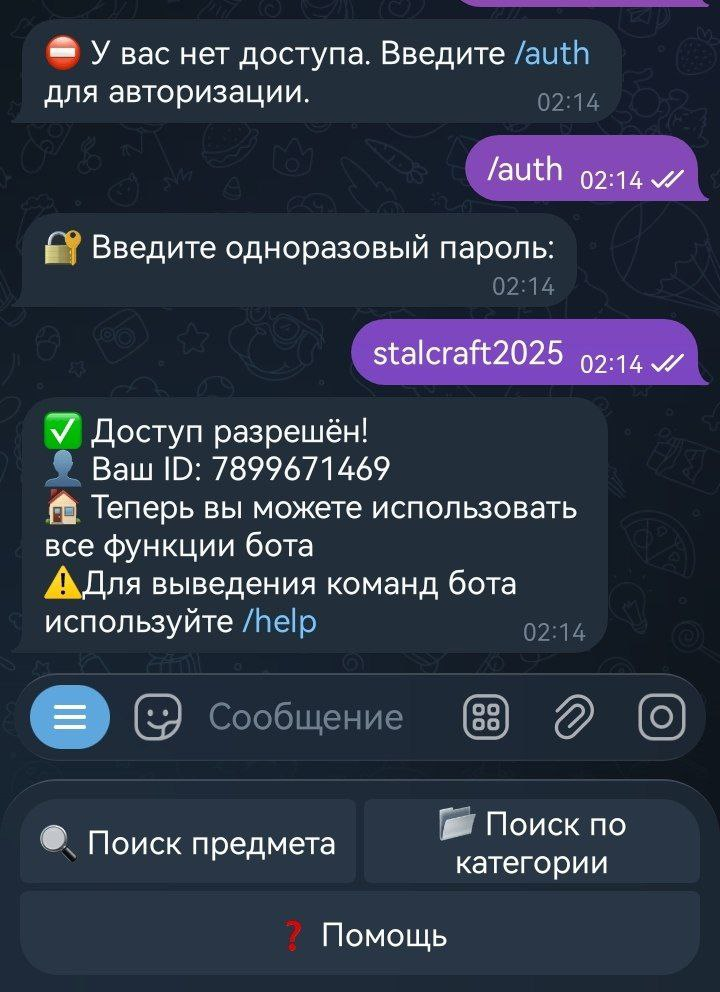 ⛔ У вас нет доступа. Введите /auth
для авторизации.
02:14
/auth 02:14
🔐 Введите одноразовый пароль:
02:14
stalcraft2025 02:14
✅ Доступ разрешён!
👤 Ваш ID: 7899671469
🏠 Теперь вы можете использовать
все функции бота
⚠️Для выведения команд бота
используйте /help
02:14
Сообщение
🔍 Поиск предмета
📁 Поиск по
категории
❓ Помощь